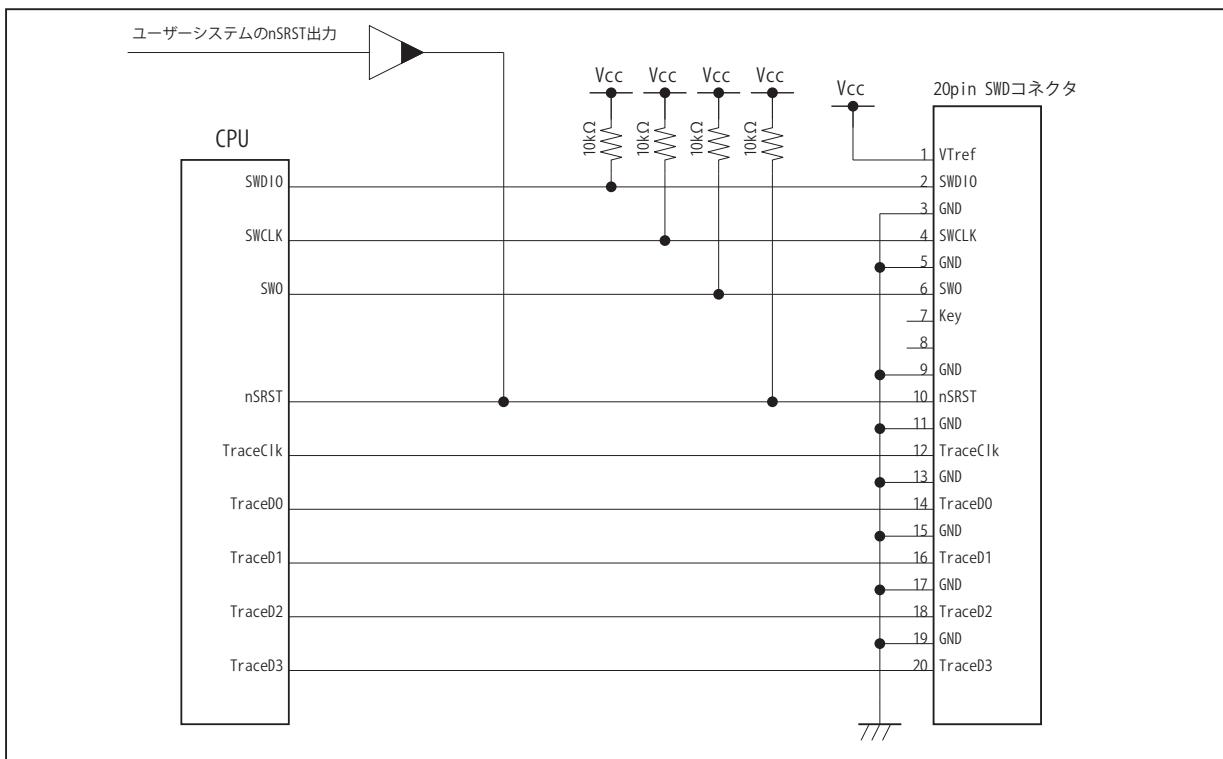 ユーザーシステムのnSRST出力
Vcc Vcc Vcc Vcc
Vcc
20pin SWDコネクタ
10kΩ 10kΩ 10kΩ 10kΩ
CPU
1 VTref
SWDIO
2 SWDIO
3 GND
SWCLK
4 SWCLK
5 GND
SWO
6 SWO
7 Key
8
9 GND
nSRST
10 nSRST
11 GND
TraceClk
12 TraceClk
13 GND
TraceD0
14 TraceD0
15 GND
TraceD1
16 TraceD1
17 GND
TraceD2
18 TraceD2
19 GND
TraceD3
20 TraceD3